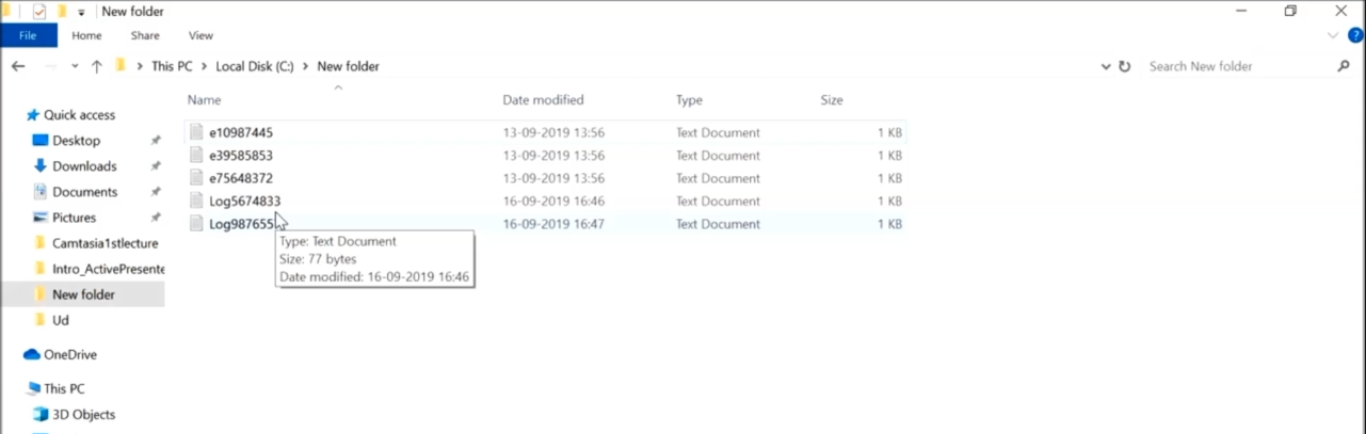 New folder
File Home Share View
This PC > Local Disk (C:) > New folder
Search New folder
Name Date modified Type Size
Quick access
Desktop
Downloads
Documents
Pictures
Camtasia1stlecture
Intro_ActivePresente
New folder
Ud
OneDrive
This PC
3D Objects
e10987445 13-09-2019 13:56 Text Document 1 KB
e39585853 13-09-2019 13:56 Text Document 1 KB
e75648372 13-09-2019 13:56 Text Document 1 KB
Log5674833 16-09-2019 16:46 Text Document 1 KB
Log987655 16-09-2019 16:47 Text Document 1 KB
Type: Text Document
Size: 77 bytes
Date modified: 16-09-2019 16:46